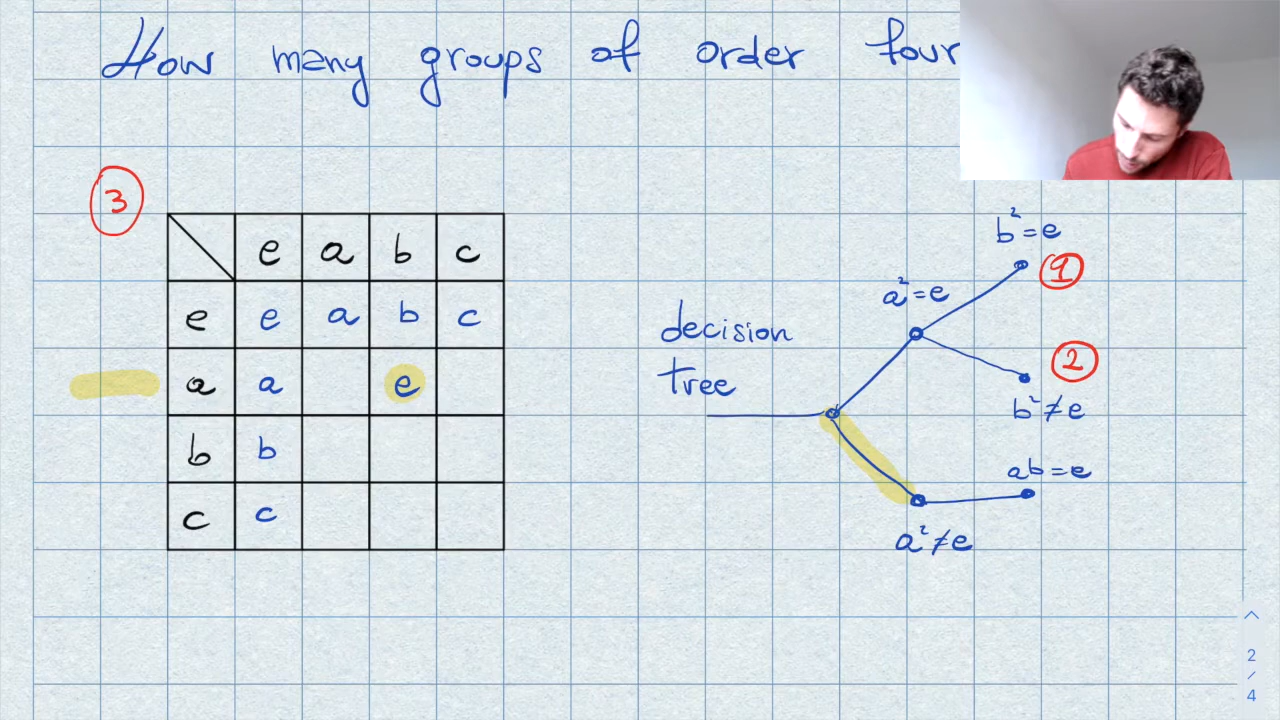 How many groups of order four
3
e a b c
e e a b c
a a e
b b
c c
decision
tree
a²=e
b²=e
1
2
b²≠e
ab=e
a²≠e
2
/
4